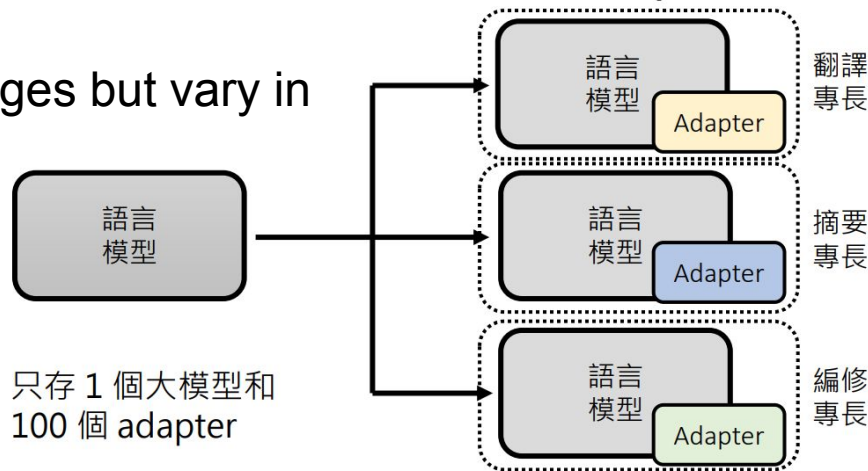 ges but vary in
語言
模型
只存 1 個大模型和
100 個 adapter
語言
模型
Adapter
翻譯
專長
語言
模型
Adapter
摘要
專長
語言
模型
Adapter
編修
專長